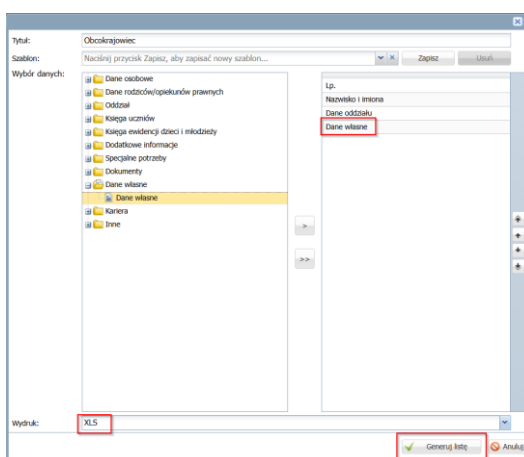 Tytuł: Obcokrajowiec
Szablon: Naciśnij przycisk Zapisz, aby zapisać nowy szablon... Zapisz Usuń
Wybór danych:
Dane osobowe
Dane rodziców/opiekunów prawnych
Oddział
Księga uczniów
Księga ewidencji dzieci i młodzieży
Dodatkowe informacje
Specjalne potrzeby
Dokumenty
Dane własne
Dane własne
Kariera
Inne
>
>>
Lp.
Nazwisko i imiona
Dane oddziału
Dane własne
Wydruk: XLS
Generuj listę Anuluj